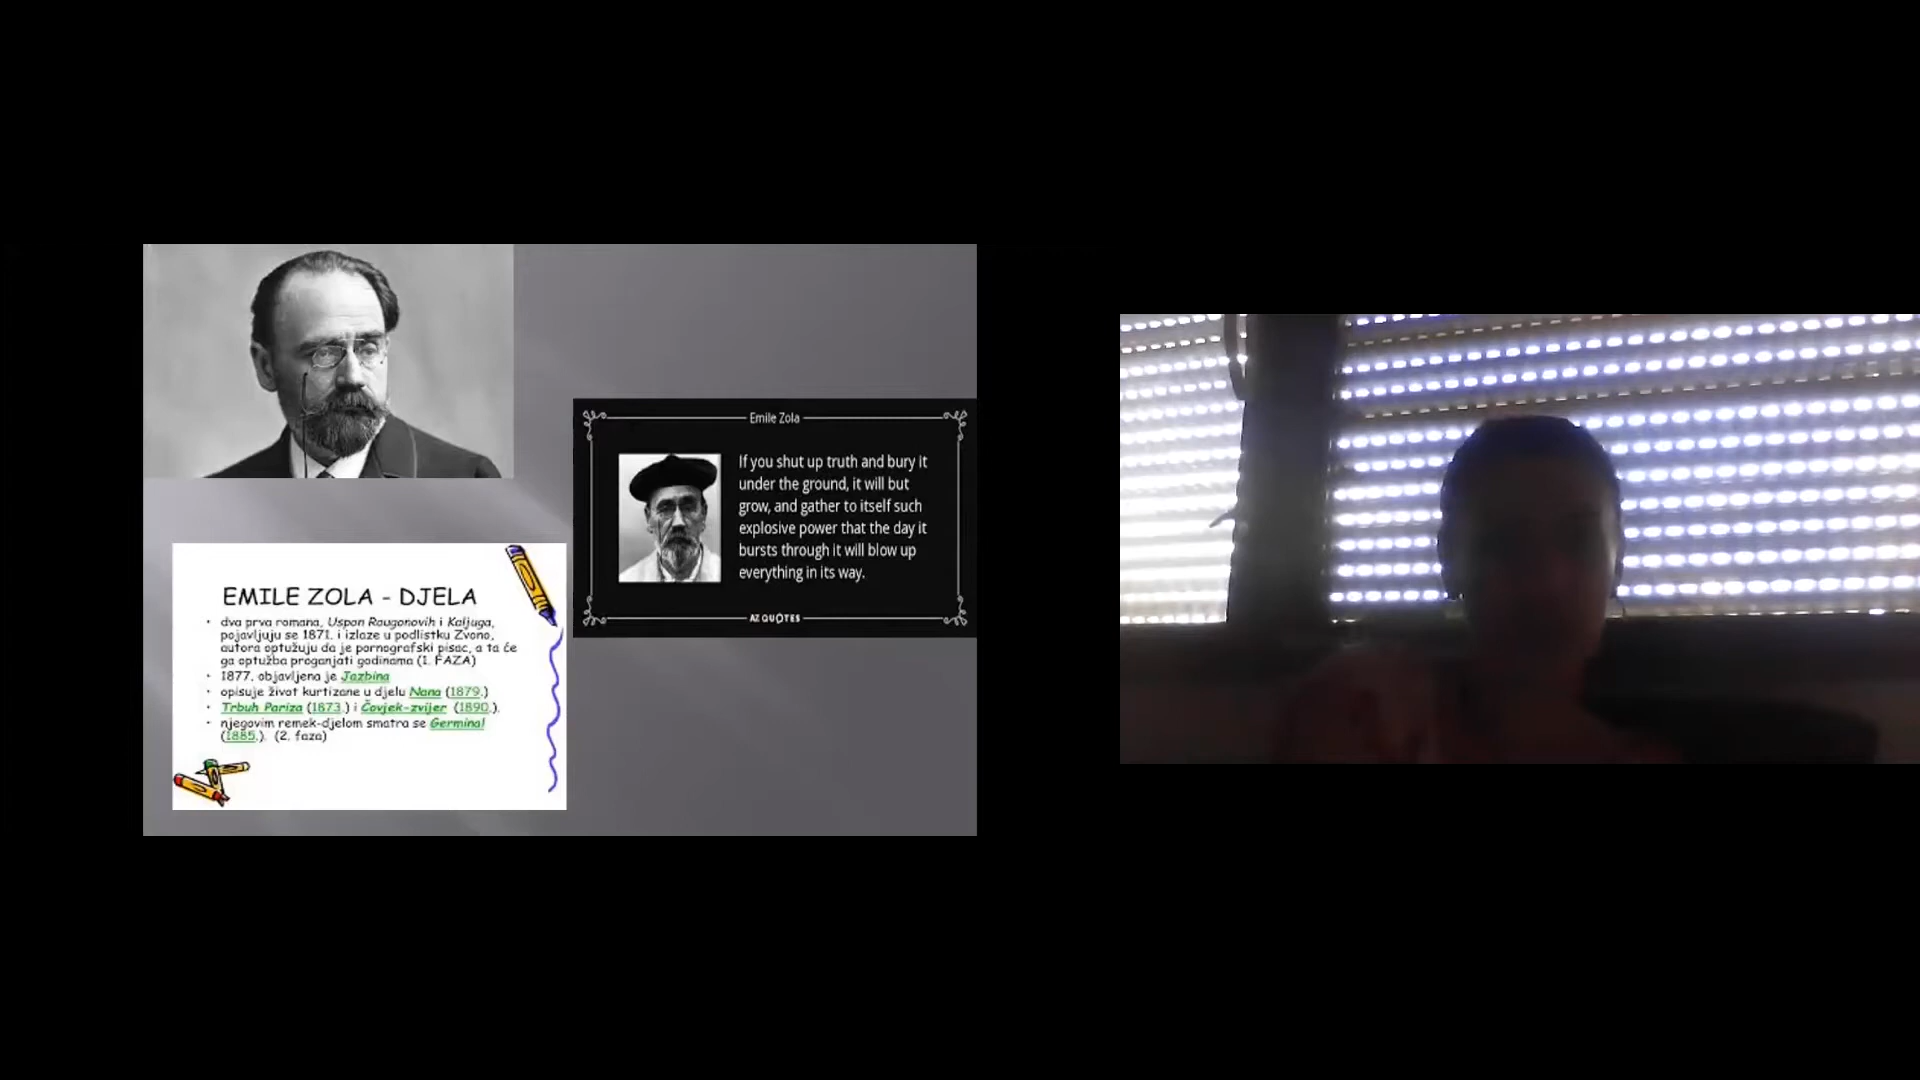 Emile Zola
If you shut up truth and bury it
under the ground, it will but
grow, and gather to itself such
explosive power that the day it
bursts through it will blow up
everything in its way.
AZ QUOTES
EMILE ZOLA - DJELA
• dva prva romana, Uspon Rougonovih i Kaljuga,
pojavljuju se 1871. i izlaze u podlistku Zvono,
autora optužuju da je pornografski pisac, a ta će
ga optužba proganjati godinama (1. FAZA)
• 1877. objavljena je Jazbina
• opisuje život kurtizane u djelu Nana (1879.)
• Trbuh Pariza (1873.) i Čovjek-zvijer (1890.).
• njegovim remek-djelom smatra se Germinal
(1885.). (2. faza)